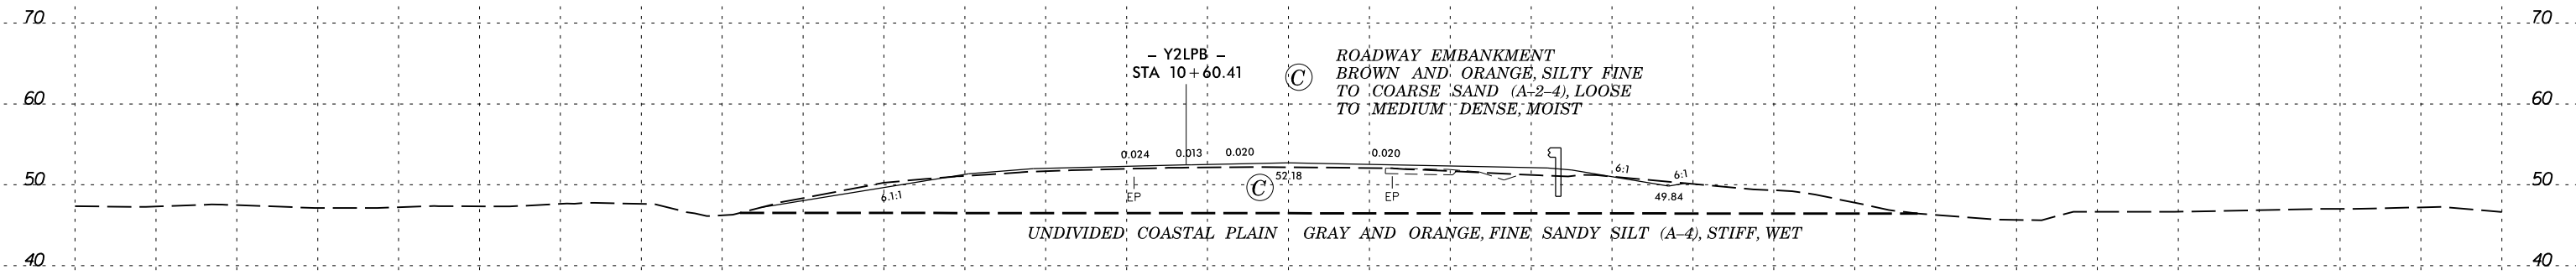 70 70
– Y2LPB –
STA 10+60.41
C
ROADWAY EMBANKMENT
BROWN AND ORANGE, SILTY FINE
TO COARSE SAND (A–2–4), LOOSE
TO MEDIUM DENSE, MOIST
60 60
0.024 0.013 0.020 0.020
6:1 6:1
50 50
6.1:1 EP C 52.18 EP 49.84
UNDIVIDED COASTAL PLAIN GRAY AND ORANGE, FINE SANDY SILT (A–4), STIFF, WET
40 40